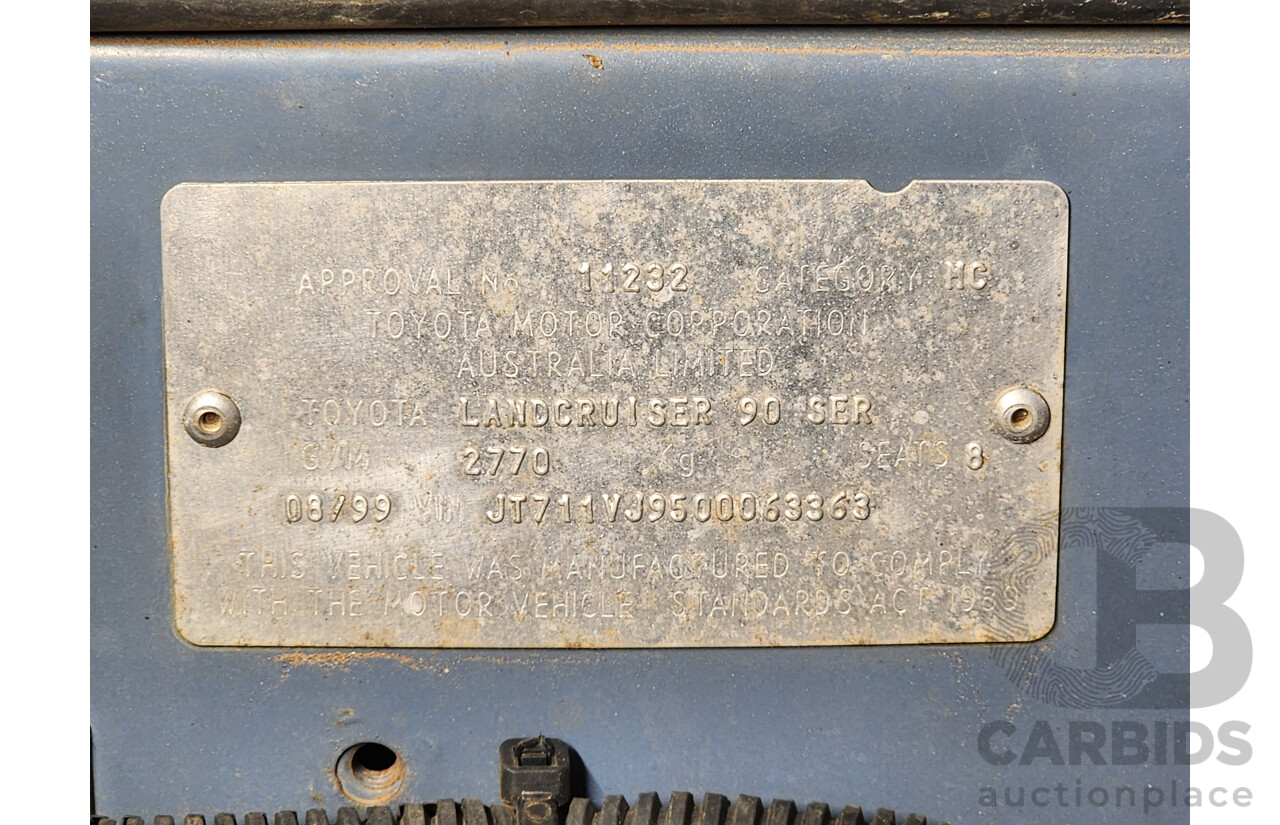 APPROVAL No 11232 CATEGORY MC
TOYOTA MOTOR CORPORATION
AUSTRALIA LIMITED
TOYOTA LANDCRUISER 90 SER
GVM 2770 Kg SEATS 8
08/99 VIN JT711VJ9500063363
THIS VEHICLE WAS MANUFACTURED TO COMPLY
WITH THE MOTOR VEHICLE STANDARDS ACT 1989
CB
CARBIDS
auctionplace